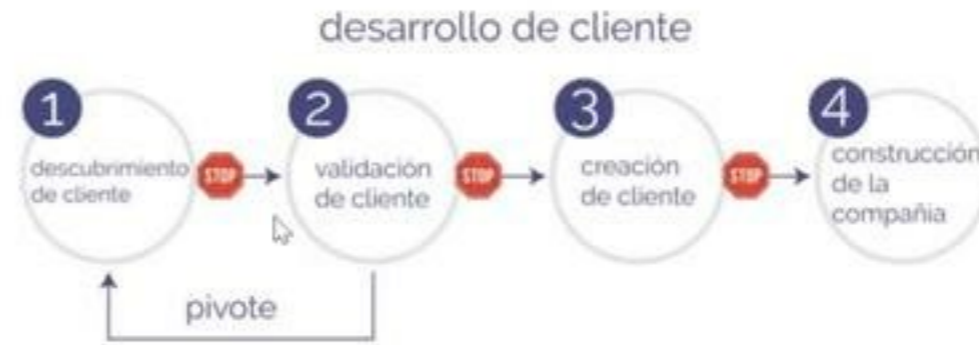 desarrollo de cliente
1
descubrimiento
de cliente
STOP
2
validación
de cliente
STOP
3
creación
de cliente
STOP
4
construcción
de la
compañia
pivote